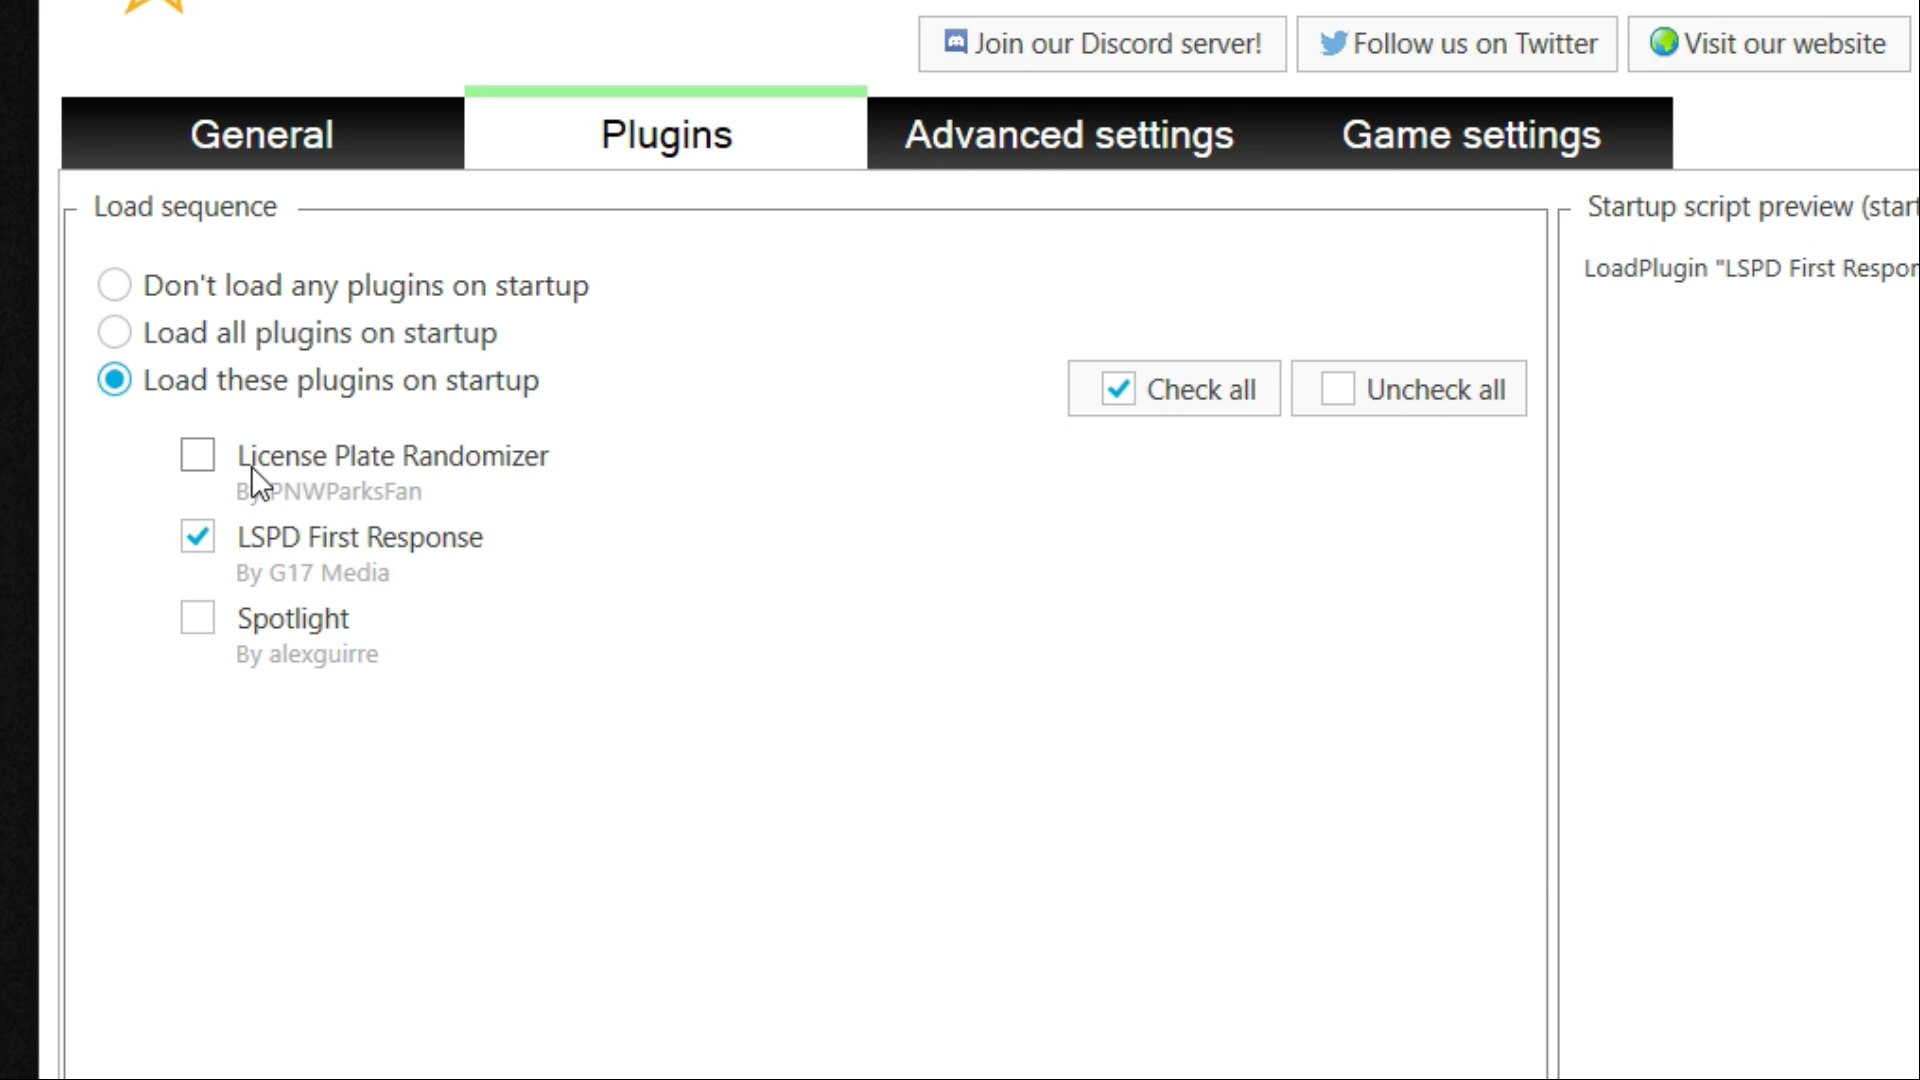 Join our Discord server!
Follow us on Twitter
Visit our website
General
Plugins
Advanced settings
Game settings
Load sequence
Don't load any plugins on startup
Load all plugins on startup
Load these plugins on startup
Check all
Uncheck all
License Plate Randomizer
By PNWParksFan
LSPD First Response
By G17 Media
Spotlight
By alexguirre
Startup script preview (start
LoadPlugin "LSPD First Respon